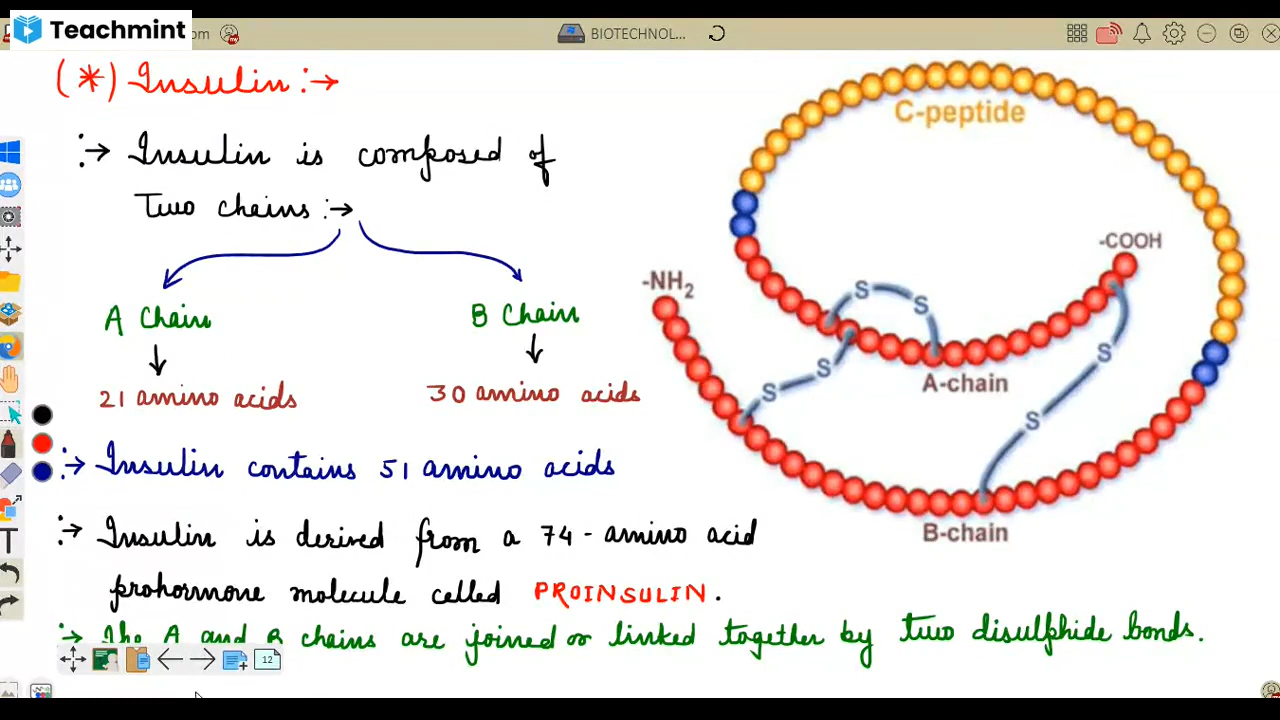 Teachmint
om
BIOTECHNOL...
(*) Insulin :→
:→ Insulin is composed of
Two chains :→
A Chain
B Chain
21 amino acids
30 amino acids
:→ Insulin contains 51 amino acids
:→ Insulin is derived from a 74 - amino acid
prohormone molecule called PROINSULIN.
:→ The A and B chains are joined or linked together by two disulphide bonds.
C-peptide
-COOH
-NH2
S
S
S
S
S
S
A-chain
B-chain
T
12